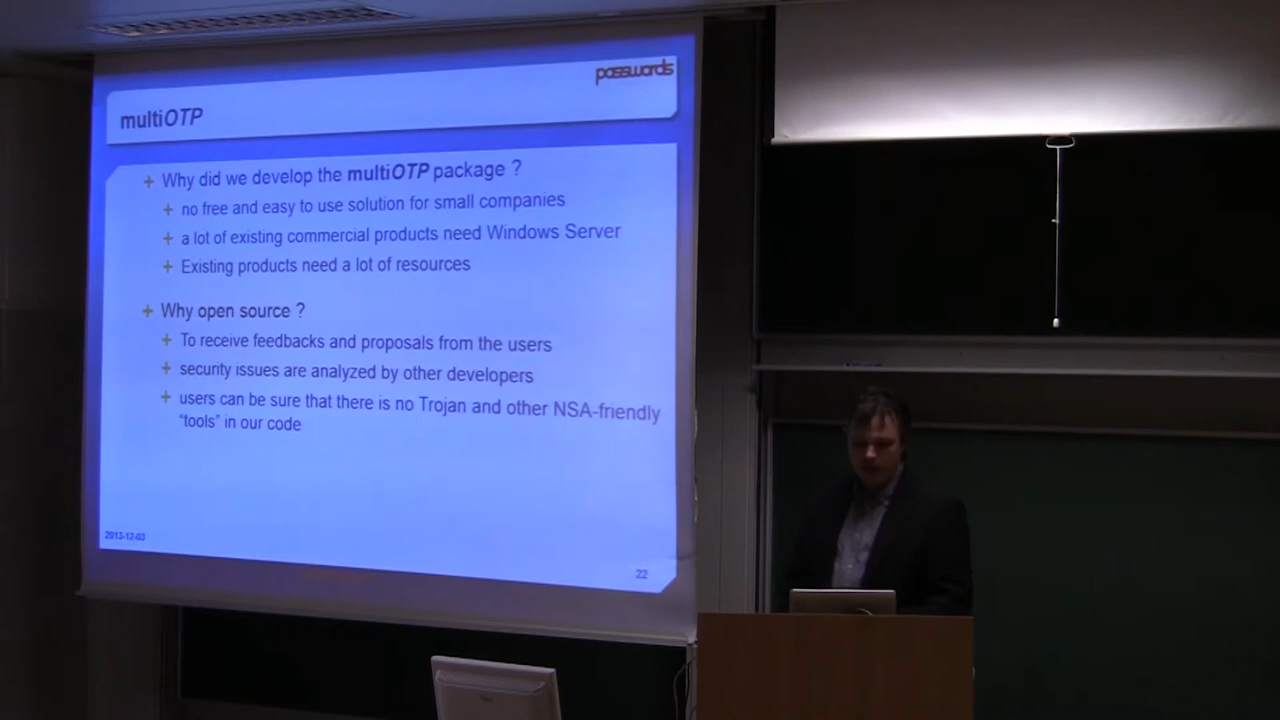 passwords
multiOTP
+ Why did we develop the multiOTP package ?
+ no free and easy to use solution for small companies
+ a lot of existing commercial products need Windows Server
+ Existing products need a lot of resources
+ Why open source ?
+ To receive feedbacks and proposals from the users
+ security issues are analyzed by other developers
+ users can be sure that there is no Trojan and other NSA-friendly
"tools" in our code
2013-12-03
22